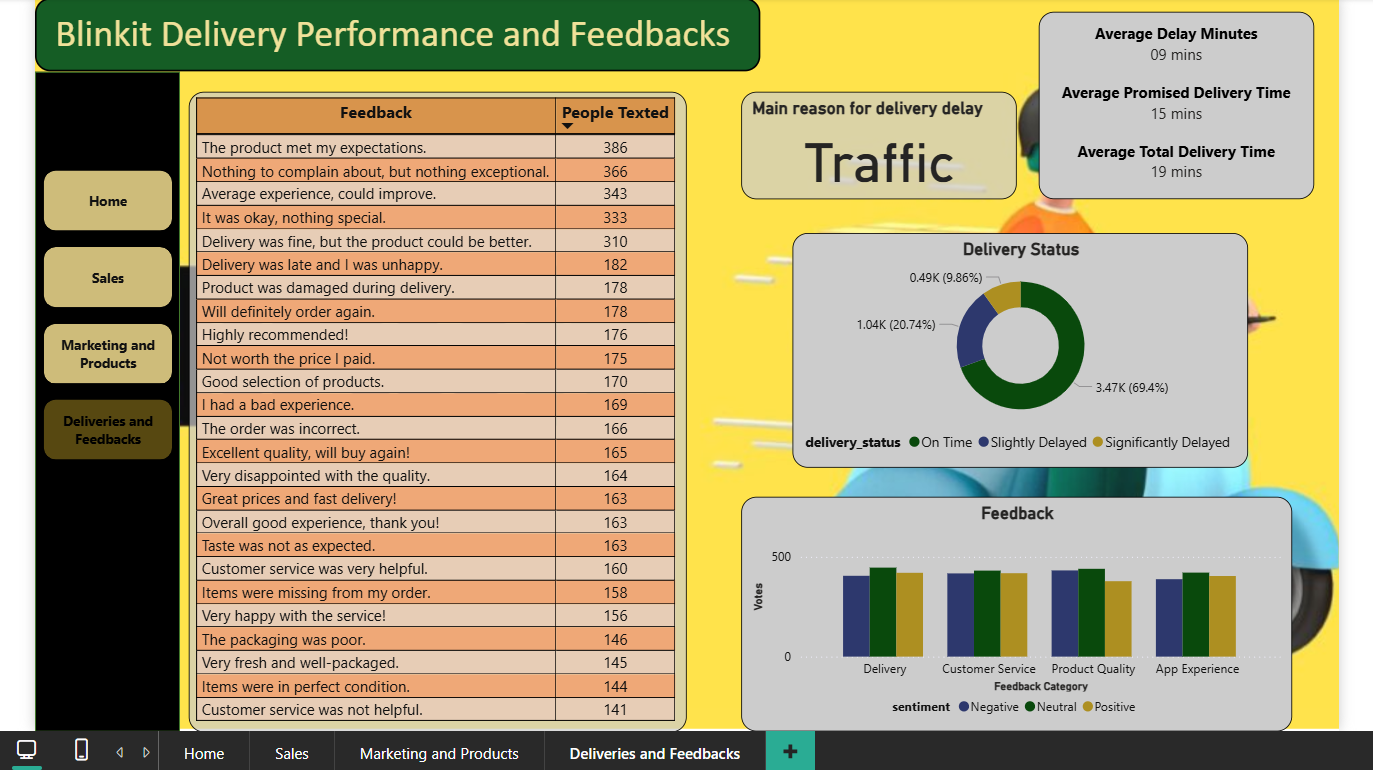 Blinkit Delivery Performance and Feedbacks
Average Delay Minutes
09 mins
Average Promised Delivery Time
15 mins
Average Total Delivery Time
19 mins
Home
Sales
Marketing and
Products
Deliveries and
Feedbacks
Feedback People Texted
The product met my expectations. 386
Nothing to complain about, but nothing exceptional. 366
Average experience, could improve. 343
It was okay, nothing special. 333
Delivery was fine, but the product could be better. 310
Delivery was late and I was unhappy. 182
Product was damaged during delivery. 178
Will definitely order again. 178
Highly recommended! 176
Not worth the price I paid. 175
Good selection of products. 170
I had a bad experience. 169
The order was incorrect. 166
Excellent quality, will buy again! 165
Very disappointed with the quality. 164
Great prices and fast delivery! 163
Overall good experience, thank you! 163
Taste was not as expected. 163
Customer service was very helpful. 160
Items were missing from my order. 158
Very happy with the service! 156
The packaging was poor. 146
Very fresh and well-packaged. 145
Items were in perfect condition. 144
Customer service was not helpful. 141
Main reason for delivery delay
Traffic
Delivery Status
0.49K (9.86%)
1.04K (20.74%)
3.47K (69.4%)
delivery_status On Time Slightly Delayed Significantly Delayed
Feedback
500
Votes
0
Delivery Customer Service Product Quality App Experience
Feedback Category
sentiment Negative Neutral Positive
Home Sales Marketing and Products Deliveries and Feedbacks +